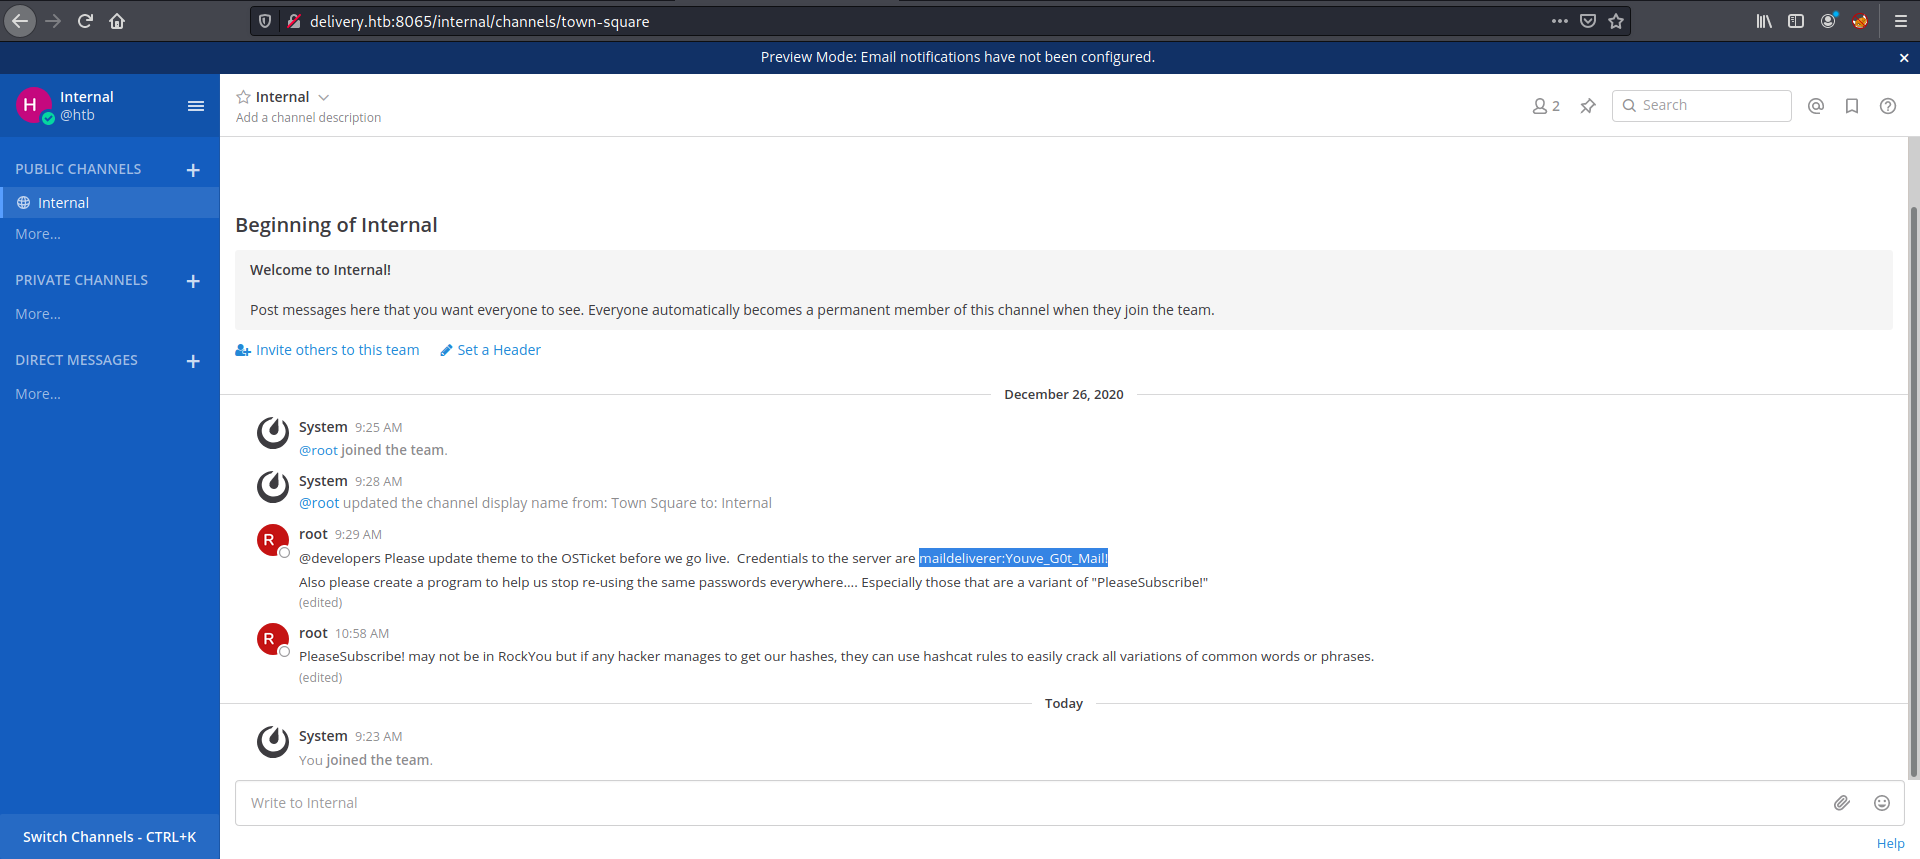 delivery.htb:8065/internal/channels/town-square
Preview Mode: Email notifications have not been configured.
H
Internal
@htb
Internal
Add a channel description
2
Search
PUBLIC CHANNELS
Internal
More...
PRIVATE CHANNELS
More...
DIRECT MESSAGES
More...
Switch Channels - CTRL+K
Beginning of Internal
Welcome to Internal!
Post messages here that you want everyone to see. Everyone automatically becomes a permanent member of this channel when they join the team.
Invite others to this team Set a Header
December 26, 2020
System 9:25 AM
@root joined the team.
System 9:28 AM
@root updated the channel display name from: Town Square to: Internal
R
root 9:29 AM
@developers Please update theme to the OSTicket before we go live.  Credentials to the server are maildeliverer:Youve_G0t_Mail!
Also please create a program to help us stop re-using the same passwords everywhere.... Especially those that are a variant of "PleaseSubscribe!"
(edited)
R
root 10:58 AM
PleaseSubscribe! may not be in RockYou but if any hacker manages to get our hashes, they can use hashcat rules to easily crack all variations of common words or phrases.
(edited)
Today
System 9:23 AM
You joined the team.
Write to Internal
Help